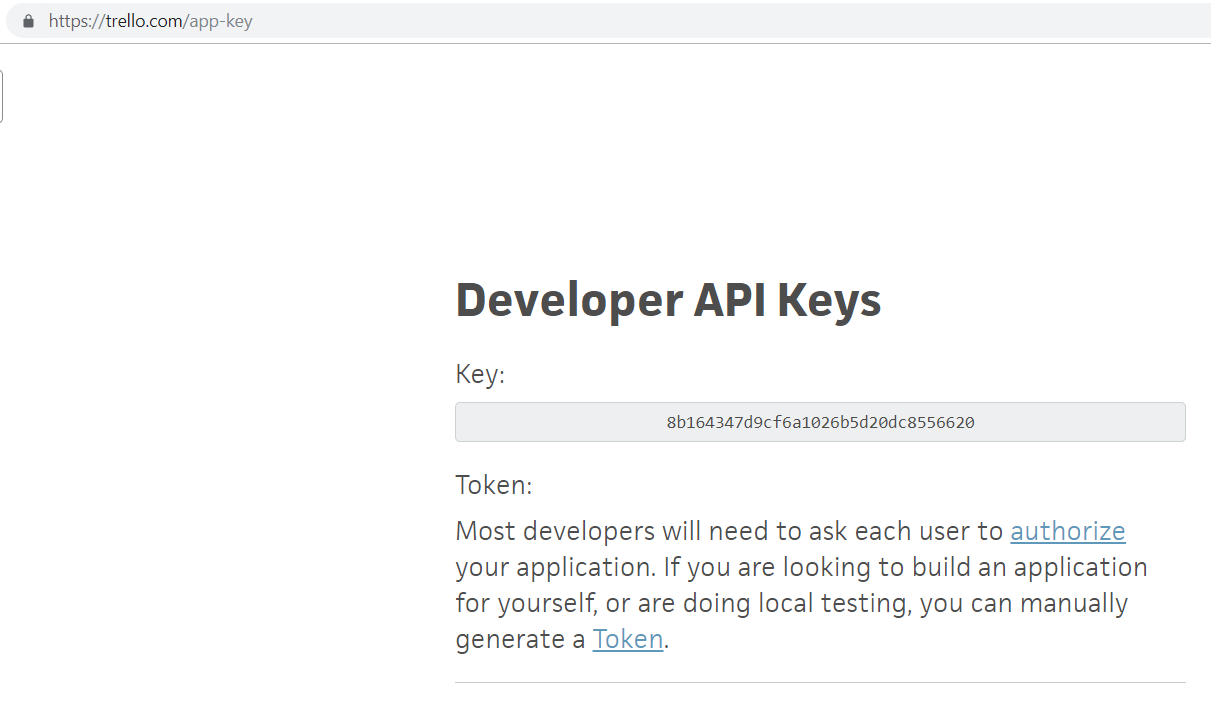 https://trello.com/app-key
Developer API Keys
Key:
8b164347d9cf6a1026b5d20dc8556620
Token:
Most developers will need to ask each user to authorize
your application. If you are looking to build an application
for yourself, or are doing local testing, you can manually
generate a Token.